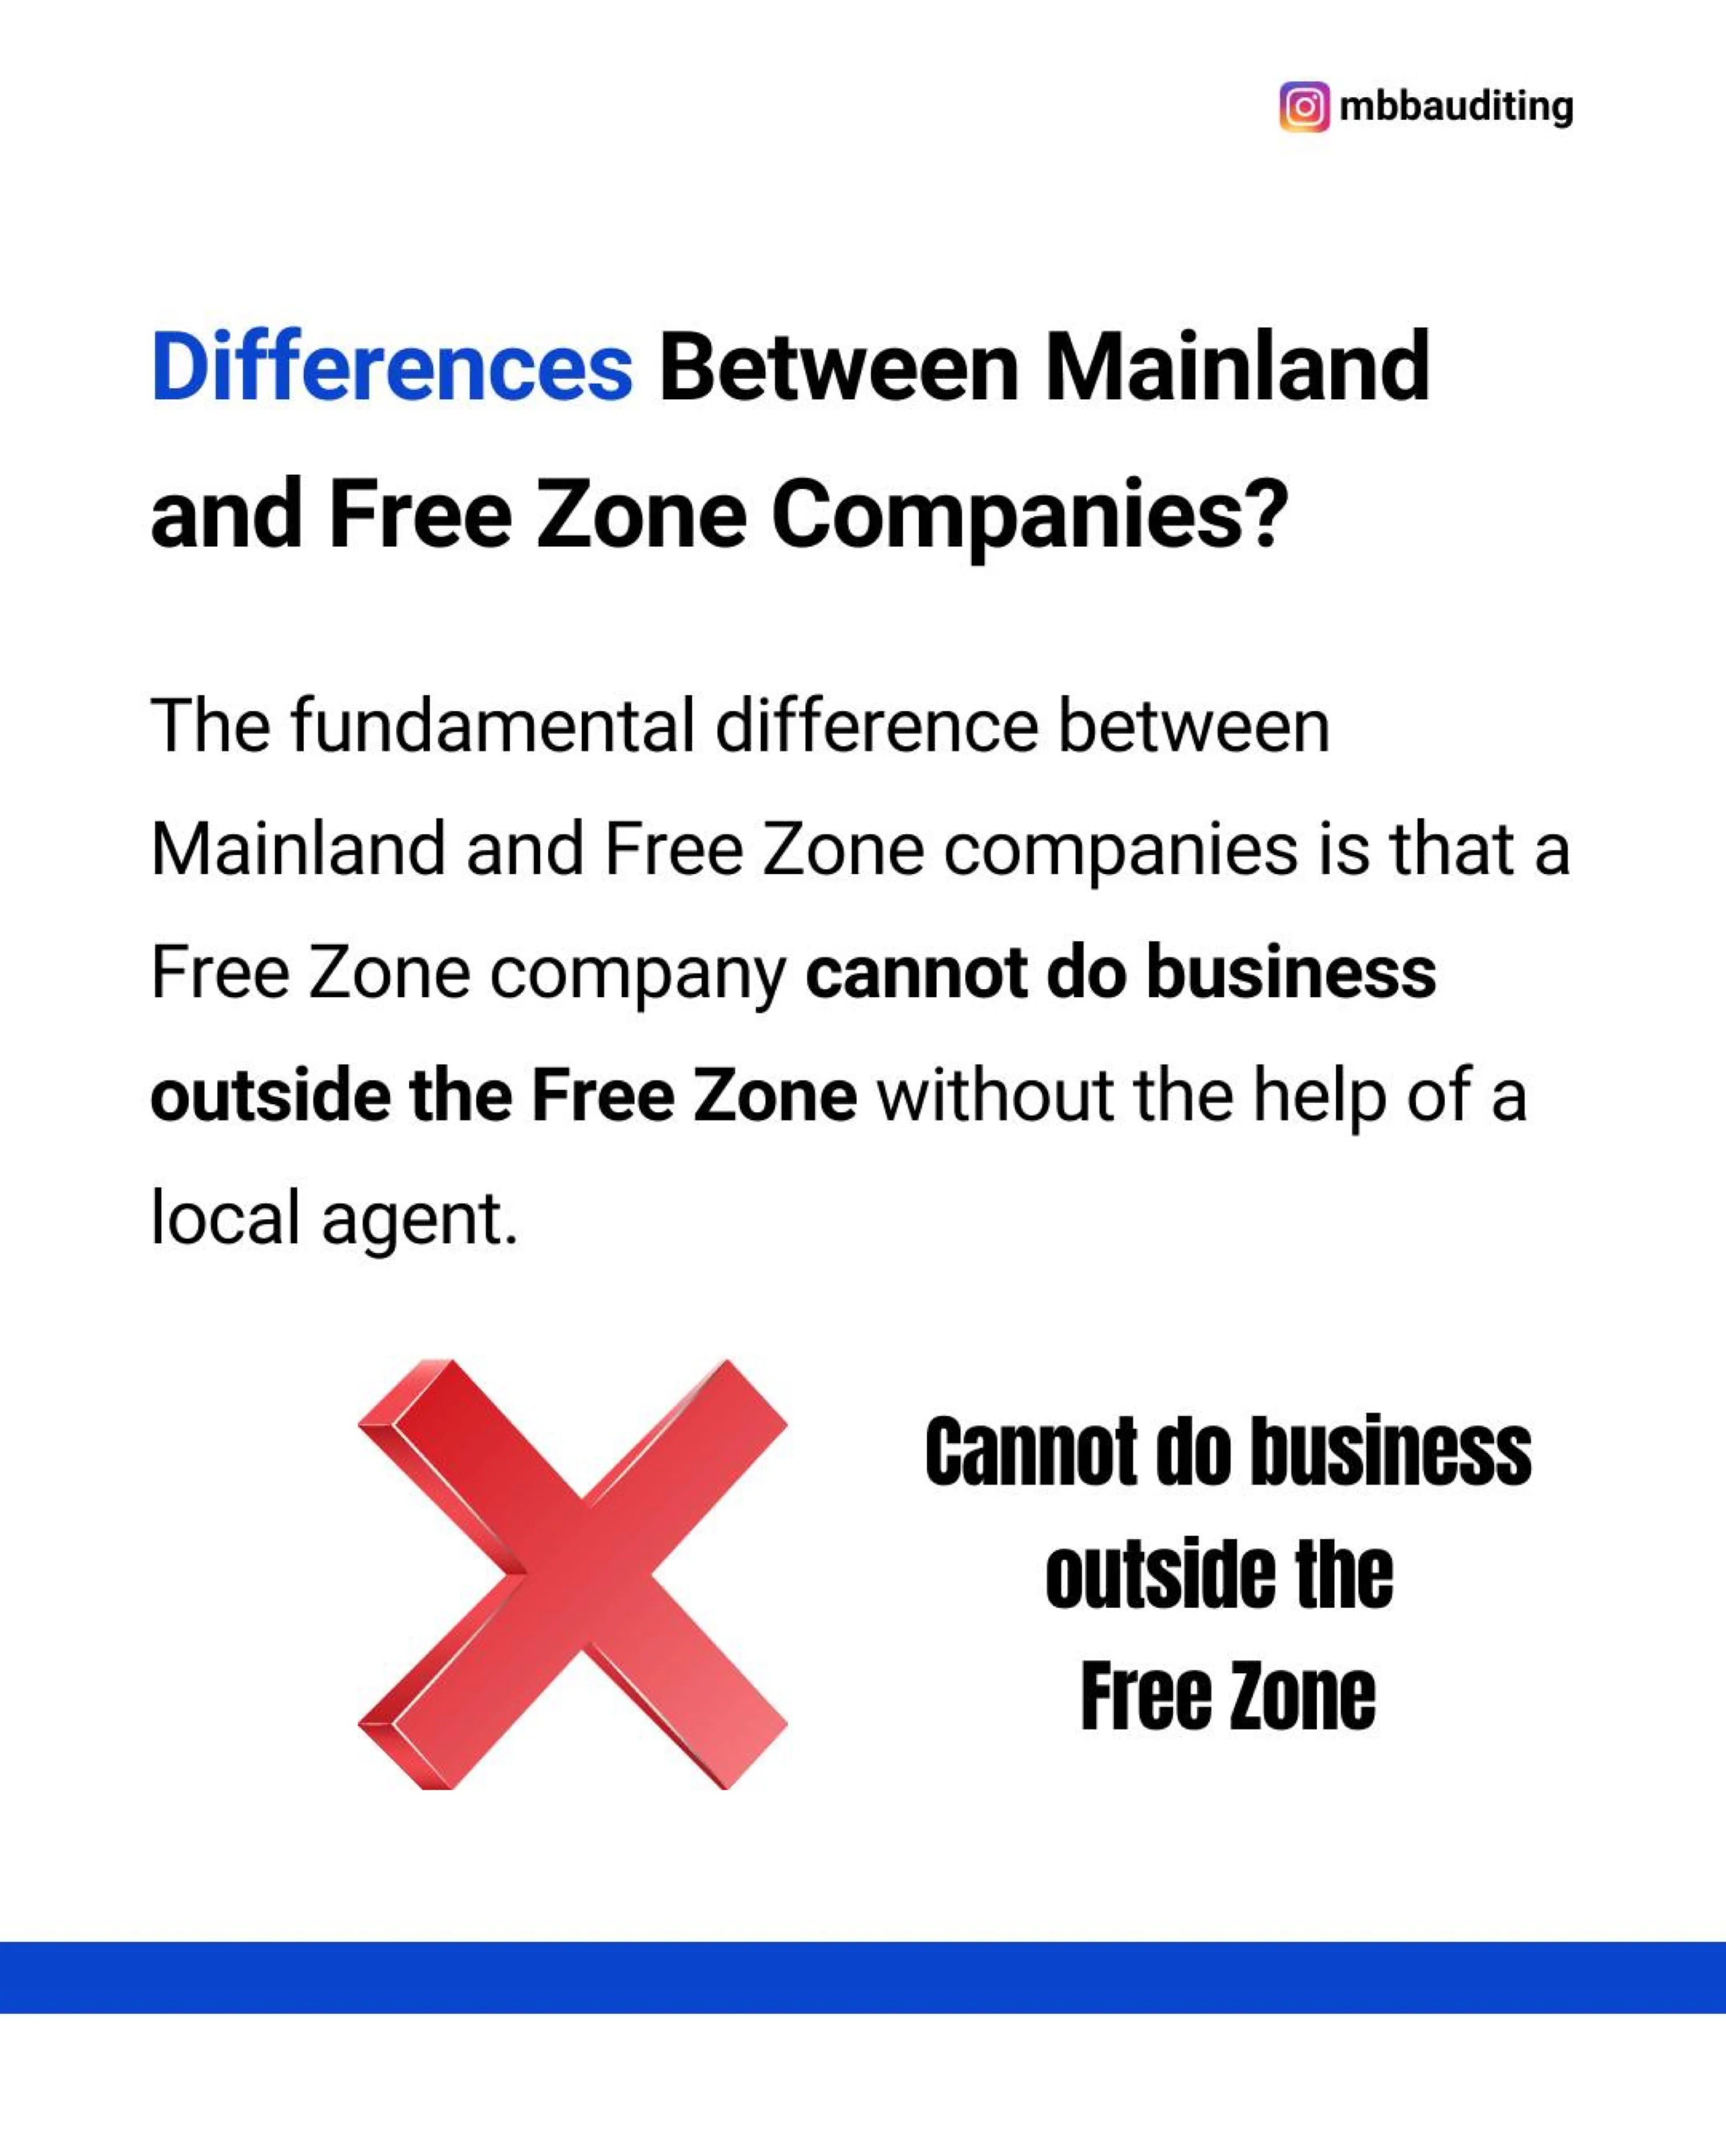 mbbauditing
Differences Between Mainland
and Free Zone Companies?
The fundamental difference between
Mainland and Free Zone companies is that a
Free Zone company cannot do business
outside the Free Zone without the help of a
local agent.
Cannot do business
outside the
Free Zone